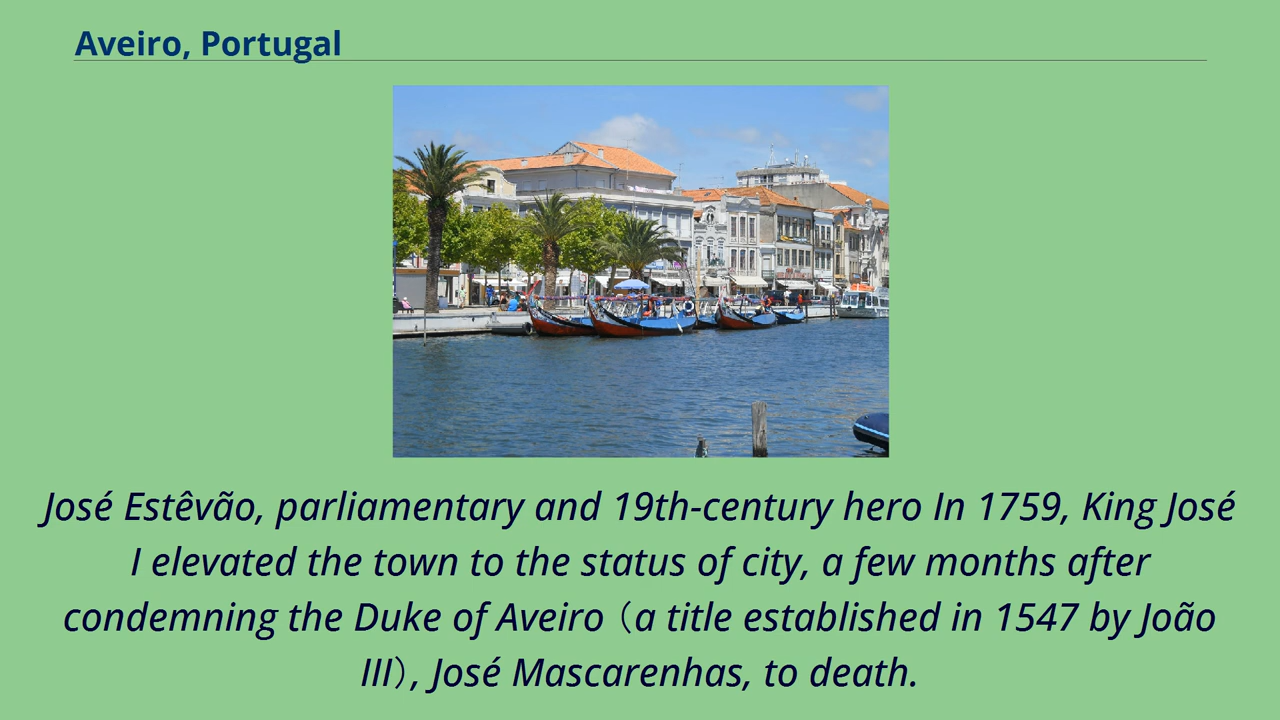 Aveiro, Portugal
José Estêvão, parliamentary and 19th-century hero In 1759, King José
I elevated the town to the status of city, a few months after
condemning the Duke of Aveiro （a title established in 1547 by João
III）, José Mascarenhas, to death.